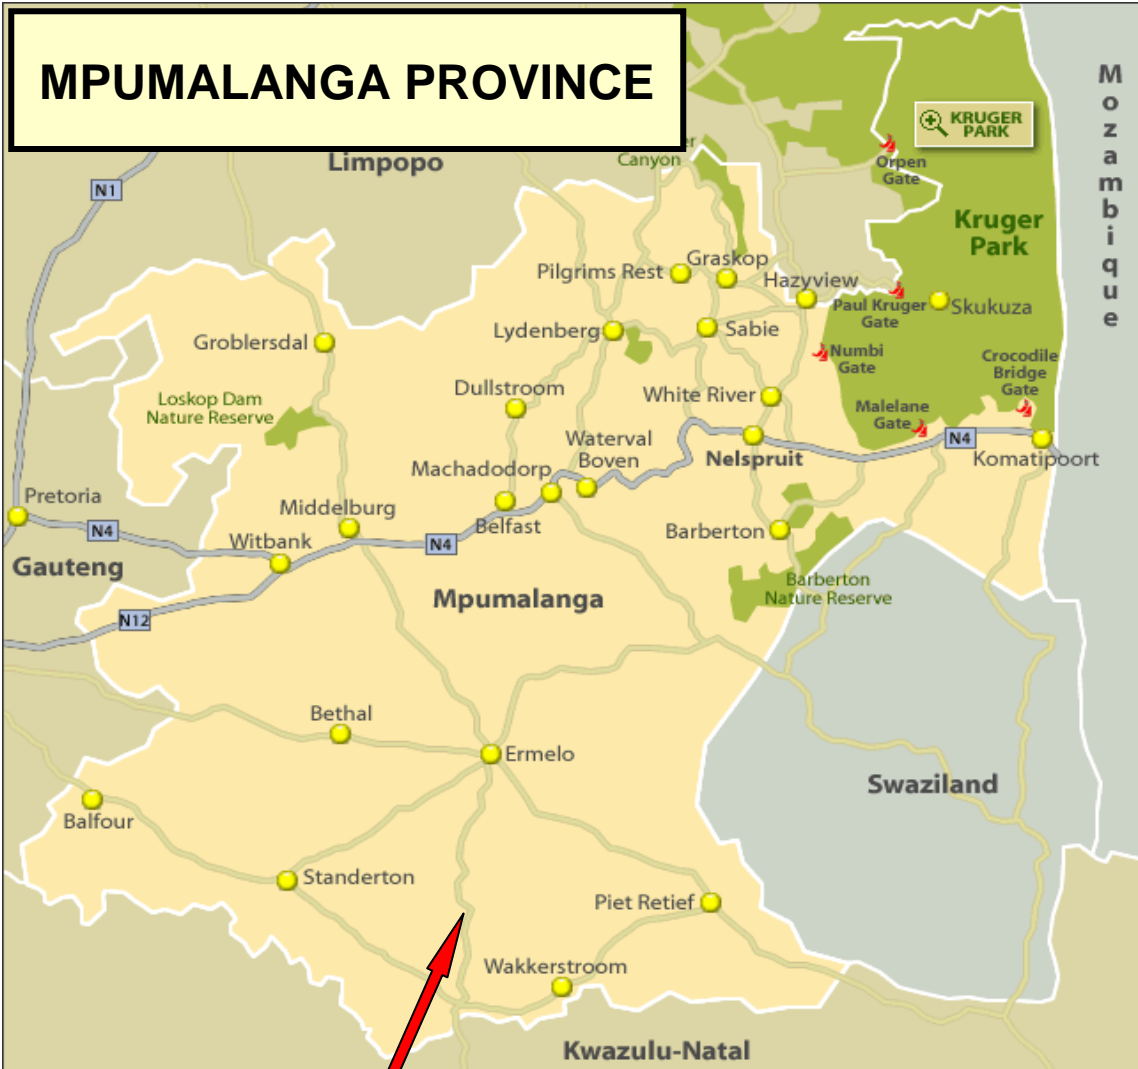 MPUMALANGA PROVINCE
Limpopo
Canyon
N1
KRUGER
PARK
Orpen
Gate
Kruger
Park
Mozambique
Pilgrims Rest
Graskop
Hazyview
Paul Kruger
Gate
Skukuza
Groblersdal
Lydenberg
Sabie
Numbi
Gate
Crocodile
Bridge
Gate
Loskop Dam
Nature Reserve
Dullstroom
White River
Malelane
Gate
Waterval
Boven
Nelspruit
N4
Komatipoort
Machadodorp
Pretoria
Middelburg
Belfast
N4
Witbank
N4
Barberton
Gauteng
Mpumalanga
Barberton
Nature Reserve
N12
Bethal
Ermelo
Swaziland
Balfour
Standerton
Piet Retief
Wakkerstroom
Kwazulu-Natal